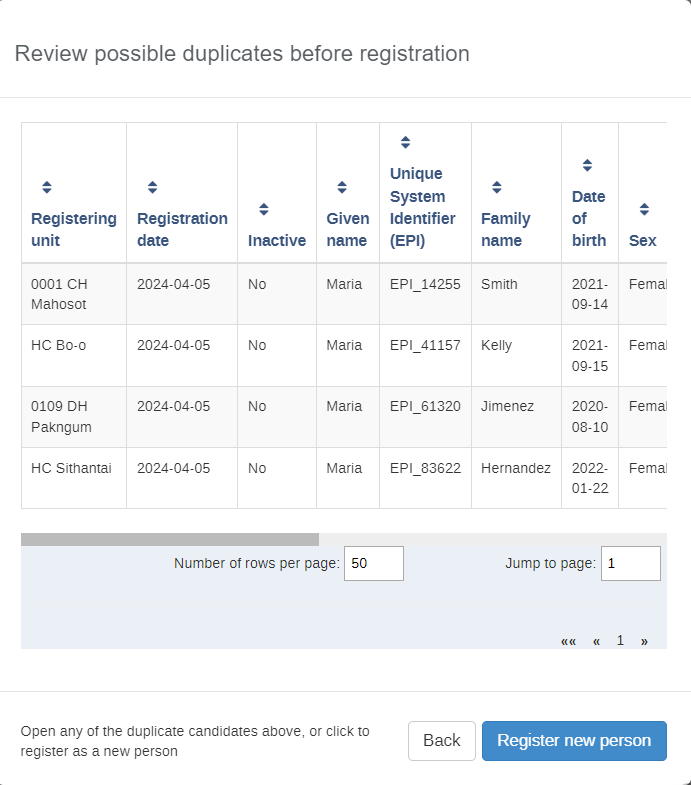 Review possible duplicates before registration
Registering unit
Registration date
Inactive
Given name
Unique System Identifier (EPI)
Family name
Date of birth
Sex
0001 CH Mahosot 2024-04-05 No Maria EPI_14255 Smith 2021-09-14 Femal
HC Bo-o 2024-04-05 No Maria EPI_41157 Kelly 2021-09-15 Femal
0109 DH Pakngum 2024-04-05 No Maria EPI_61320 Jimenez 2020-08-10 Femal
HC Sithantai 2024-04-05 No Maria EPI_83622 Hernandez 2022-01-22 Femal
Number of rows per page: 50 Jump to page: 1
«« « 1 »
Open any of the duplicate candidates above, or click to
register as a new person
Back
Register new person